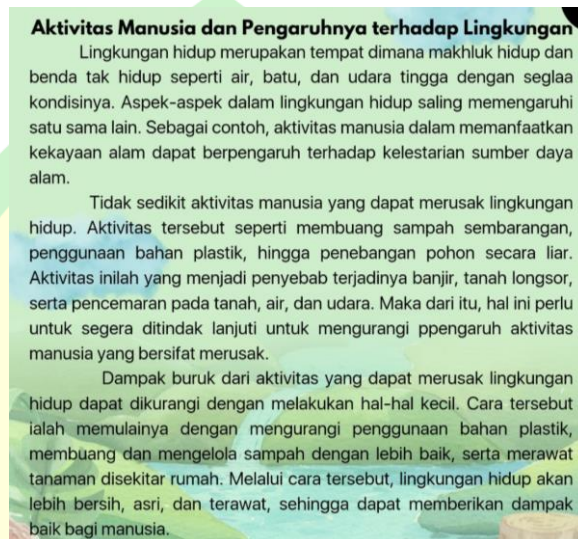 Aktivitas Manusia dan Pengaruhnya terhadap Lingkungan
Lingkungan hidup merupakan tempat dimana makhluk hidup dan
benda tak hidup seperti air, batu, dan udara tingga dengan seglaa
kondisinya. Aspek-aspek dalam lingkungan hidup saling memengaruhi
satu sama lain. Sebagai contoh, aktivitas manusia dalam memanfaatkan
kekayaan alam dapat berpengaruh terhadap kelestarian sumber daya
alam.
Tidak sedikit aktivitas manusia yang dapat merusak lingkungan
hidup. Aktivitas tersebut seperti membuang sampah sembarangan,
penggunaan bahan plastik, hingga penebangan pohon secara liar.
Aktivitas inilah yang menjadi penyebab terjadinya banjir, tanah longsor,
serta pencemaran pada tanah, air, dan udara. Maka dari itu, hal ini perlu
untuk segera ditindak lanjuti untuk mengurangi ppengaruh aktivitas
manusia yang bersifat merusak.
Dampak buruk dari aktivitas yang dapat merusak lingkungan
hidup dapat dikurangi dengan melakukan hal-hal kecil. Cara tersebut
ialah memulainya dengan mengurangi penggunaan bahan plastik,
membuang dan mengelola sampah dengan lebih baik, serta merawat
tanaman disekitar rumah. Melalui cara tersebut, lingkungan hidup akan
lebih bersih, asri, dan terawat, sehingga dapat memberikan dampak
baik bagi manusia.